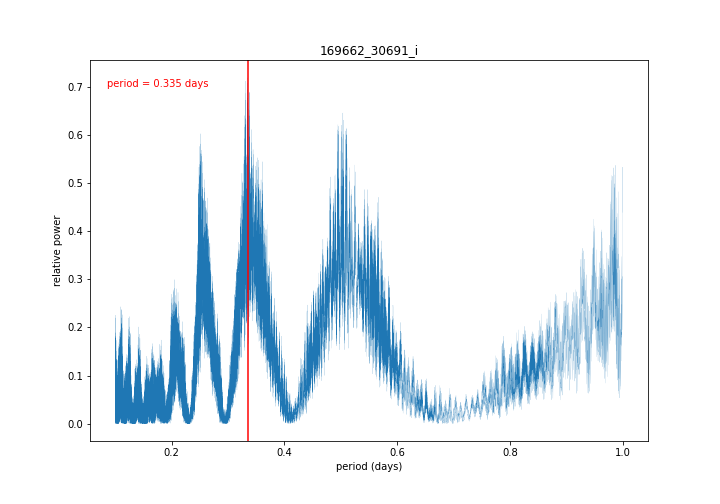 169662_30691_i
period = 0.335 days
relative power
0.7
0.6
0.5
0.4
0.3
0.2
0.1
0.0
0.2 0.4 0.6 0.8 1.0
period (days)